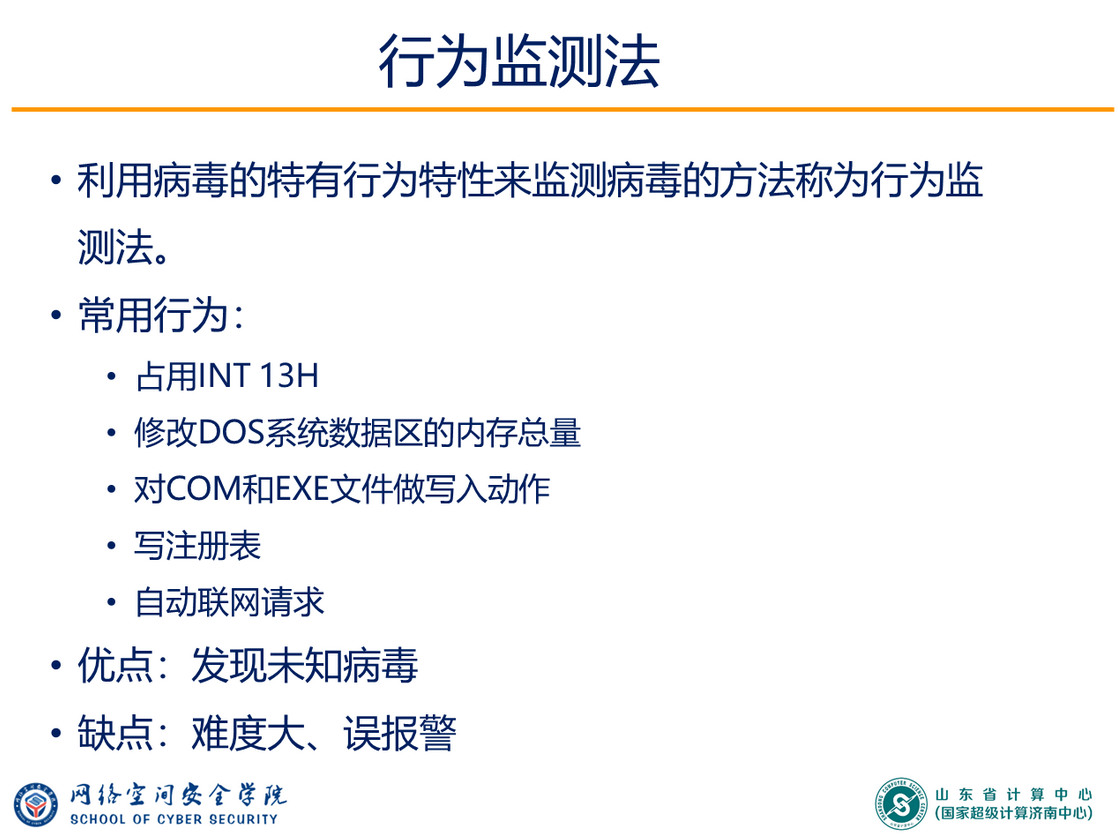 行为监测法
• 利用病毒的特有行为特性来监测病毒的方法称为行为监
测法。
• 常用行为：
• 占用INT 13H
• 修改DOS系统数据区的内存总量
• 对COM和EXE文件做写入动作
• 写注册表
• 自动联网请求
• 优点：发现未知病毒
• 缺点：难度大、误报警
网络空间安全学院
SCHOOL OF CYBER SECURITY
山东省计算中心
(国家超级计算济南中心)